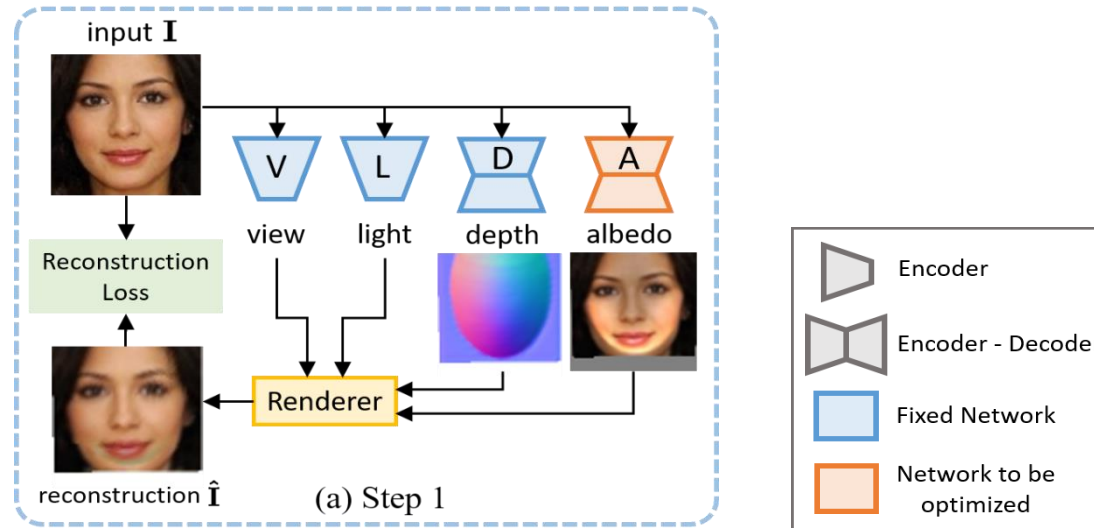 input I
V
L
D
A
view
light
depth
albedo
Reconstruction
Loss
Renderer
reconstruction Î
(a) Step 1
Encoder
Encoder - Decode
Fixed Network
Network to be
optimized